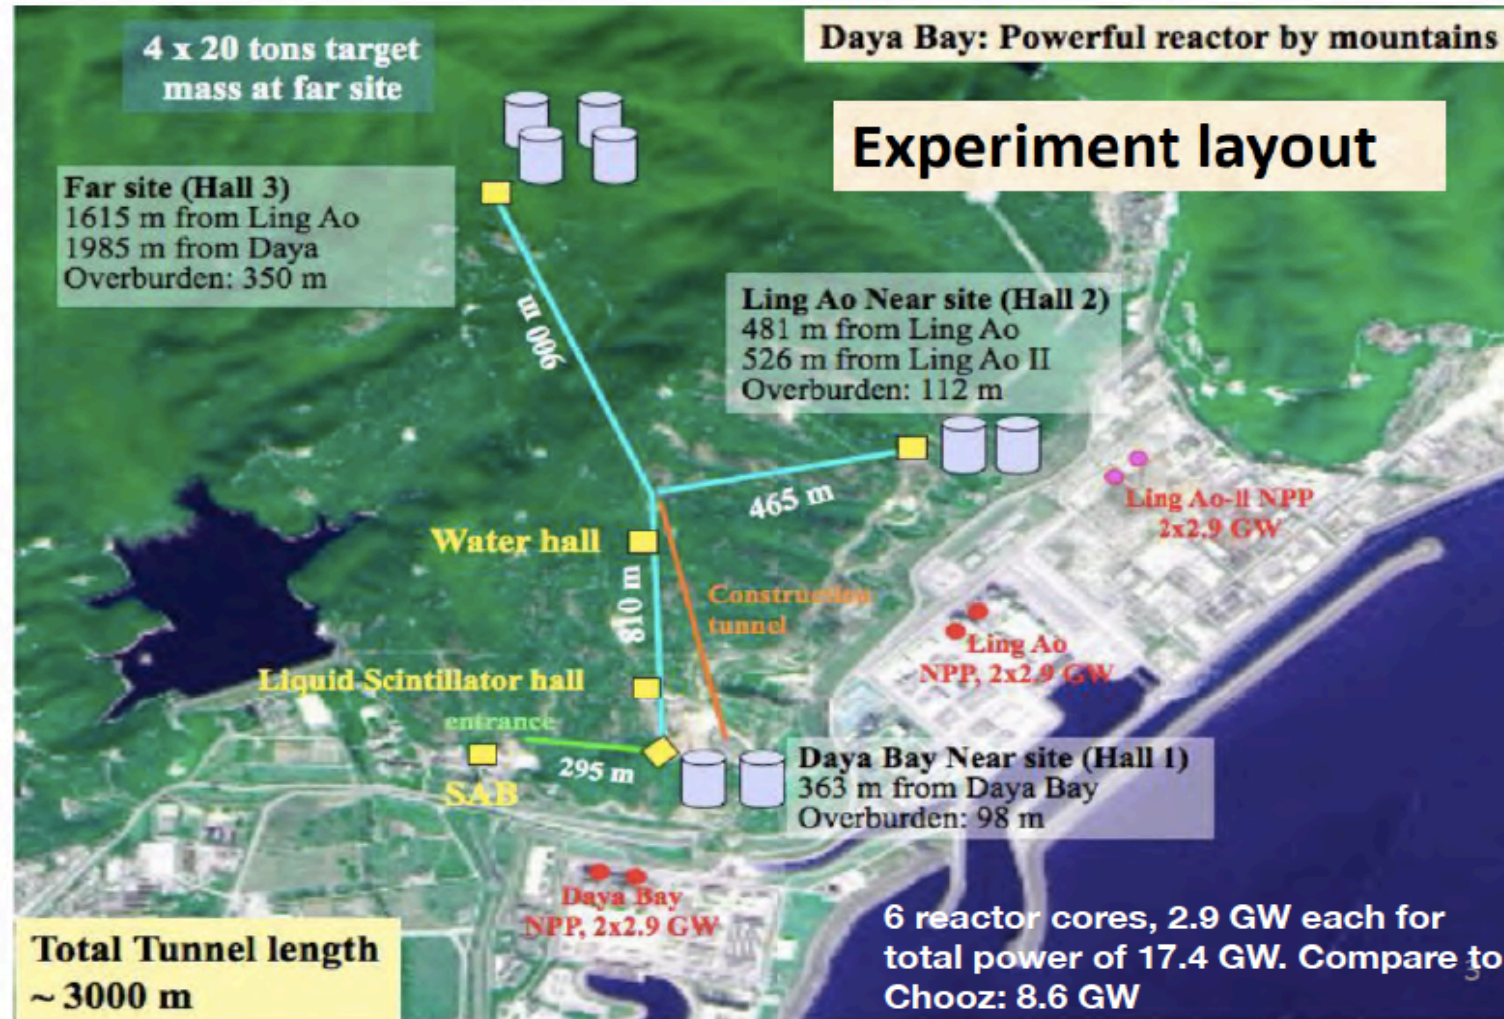 4 x 20 tons target
mass at far site
Daya Bay: Powerful reactor by mountains
Experiment layout
Far site (Hall 3)
1615 m from Ling Ao
1985 m from Daya
Overburden: 350 m
900 m
Ling Ao Near site (Hall 2)
481 m from Ling Ao
526 m from Ling Ao II
Overburden: 112 m
465 m
Ling Ao-II NPP
2x2.9 GW
Water hall
810 m
Construction
tunnel
Ling Ao
NPP, 2x2.9 GW
Liquid Scintillator hall
entrance
295 m
SAB
Daya Bay Near site (Hall 1)
363 m from Daya Bay
Overburden: 98 m
Daya Bay
NPP, 2x2.9 GW
Total Tunnel length
~ 3000 m
6 reactor cores, 2.9 GW each for
total power of 17.4 GW. Compare to
Chooz: 8.6 GW
3